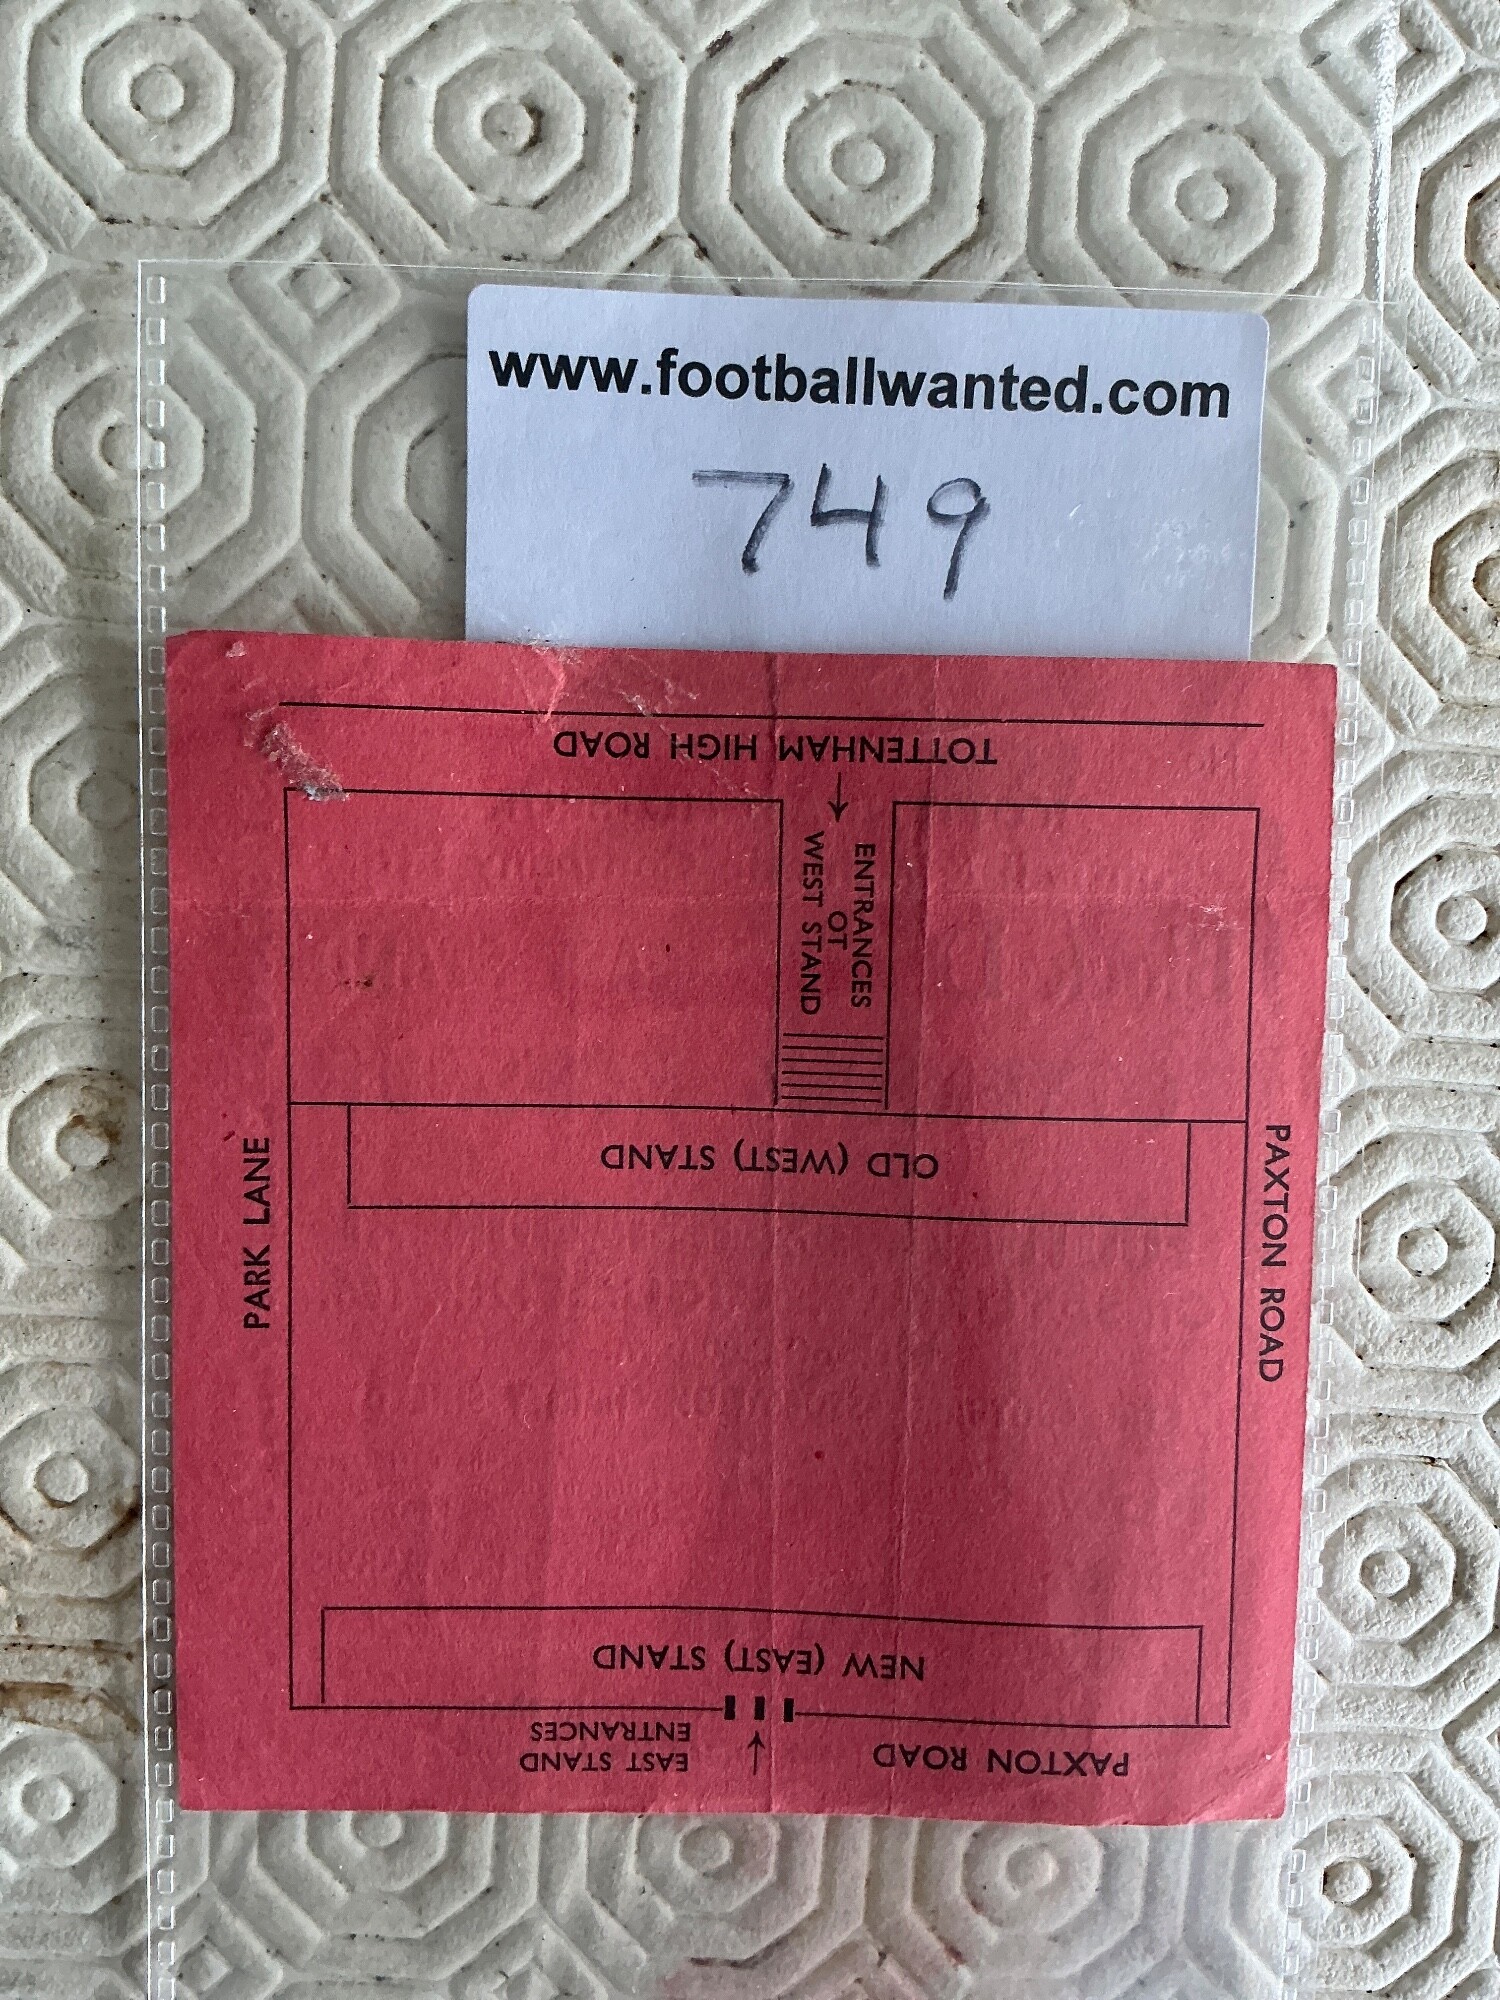 www.footballwanted.com
749
TOTTENHAM HIGH ROAD
ENTRANCES
OT
WEST STAND
OLD (WEST) STAND
PARK LANE
PAXTON ROAD
NEW (EAST) STAND
EAST STAND
ENTRANCES
PAXTON ROAD